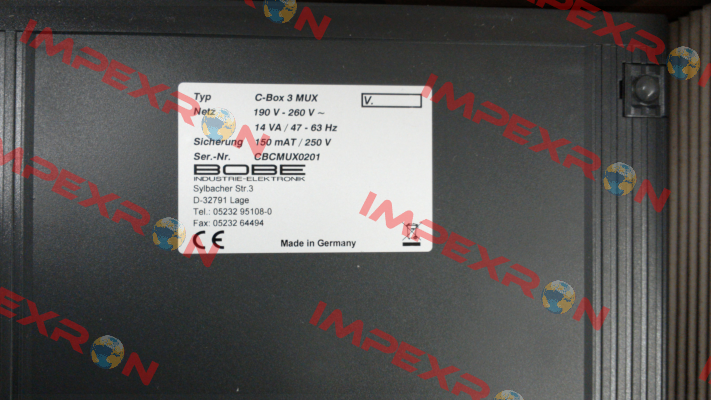 Typ C-Box 3 MUX V.
Netz 190 V - 260 V ~
14 VA / 47 - 63 Hz
Sicherung 150 mAT / 250 V
Ser.-Nr. CBCMUX0201
BOBE
INDUSTRIE-ELEKTRONIK
Sylbacher Str.3
D-32791 Lage
Tel.: 05232 95108-0
Fax: 05232 64494
CE Made in Germany
IMPEXRON
IMPEXRON
IMPEXRON
IMPEXRON
IMPEXRON
IMPEXRON